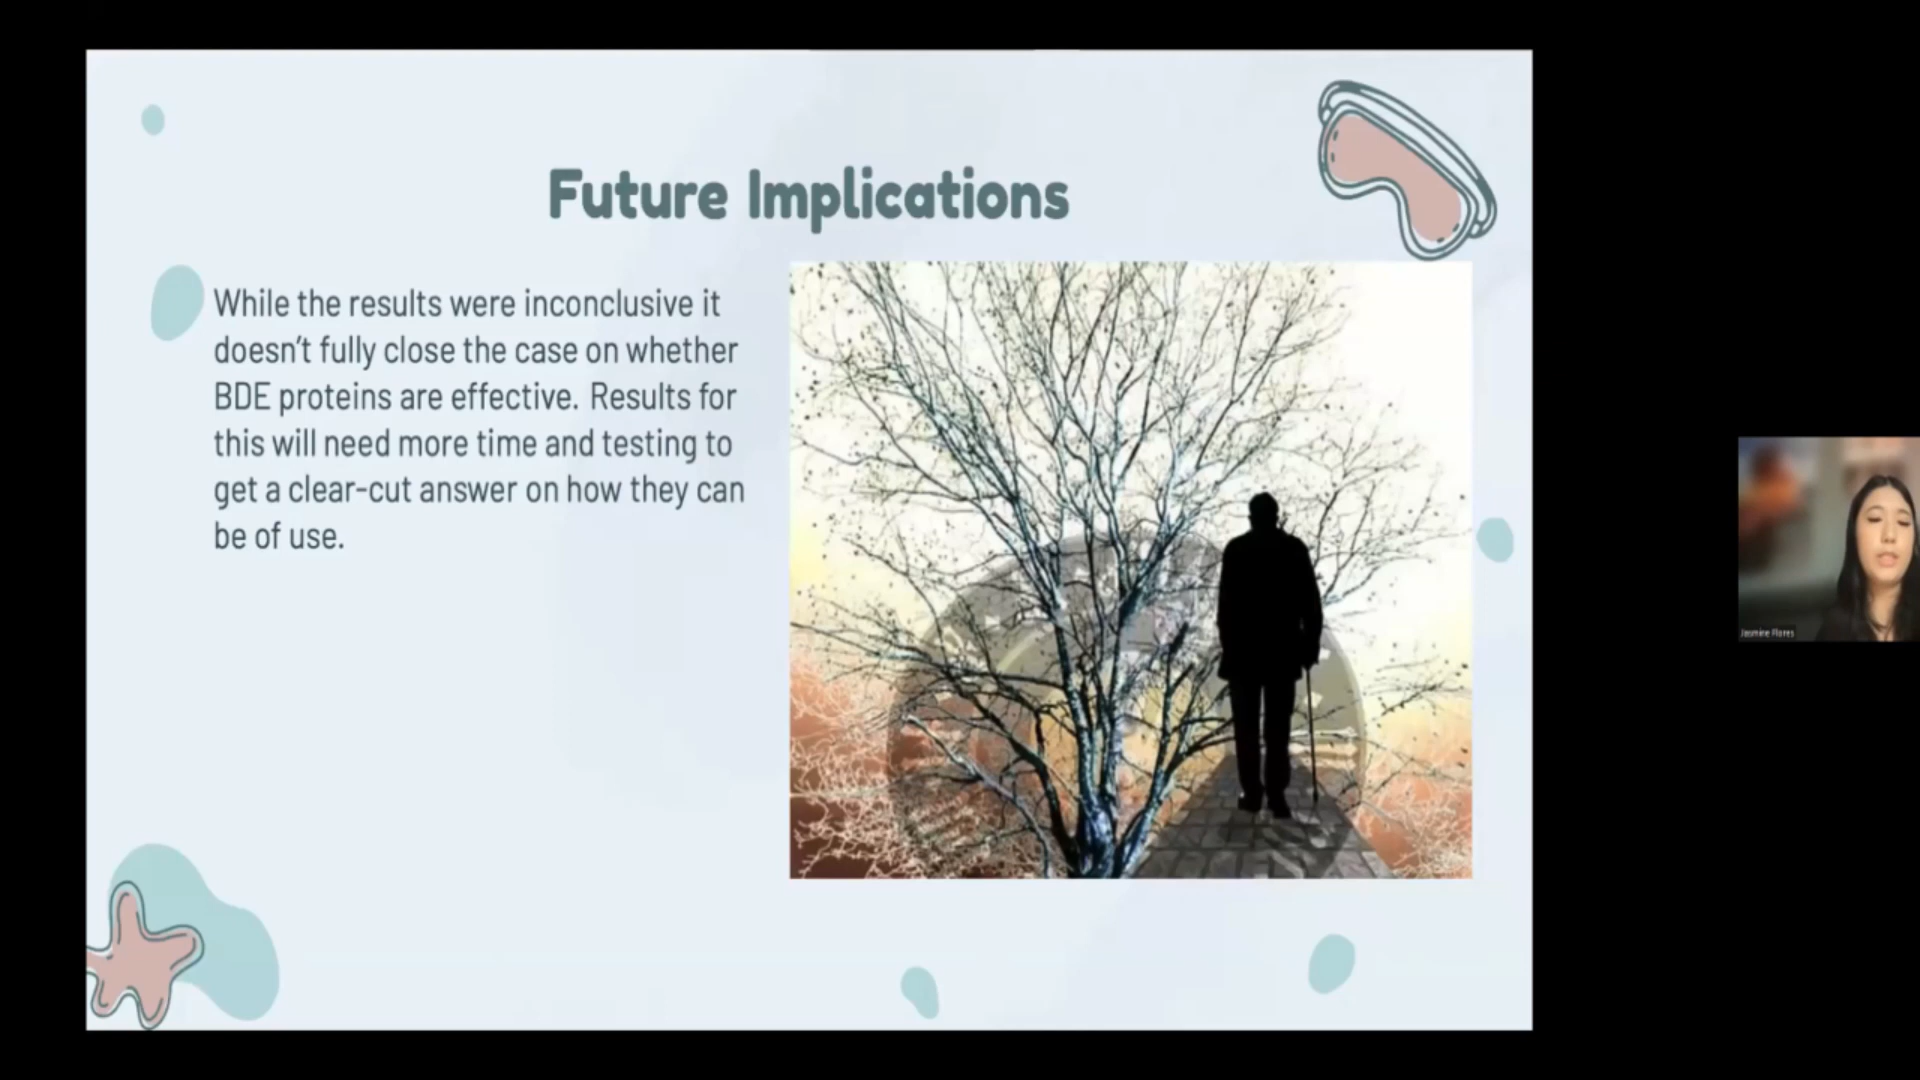 Future Implications
While the results were inconclusive it
doesn't fully close the case on whether
BDE proteins are effective. Results for
this will need more time and testing to
get a clear-cut answer on how they can
be of use.
Jasmine Flores